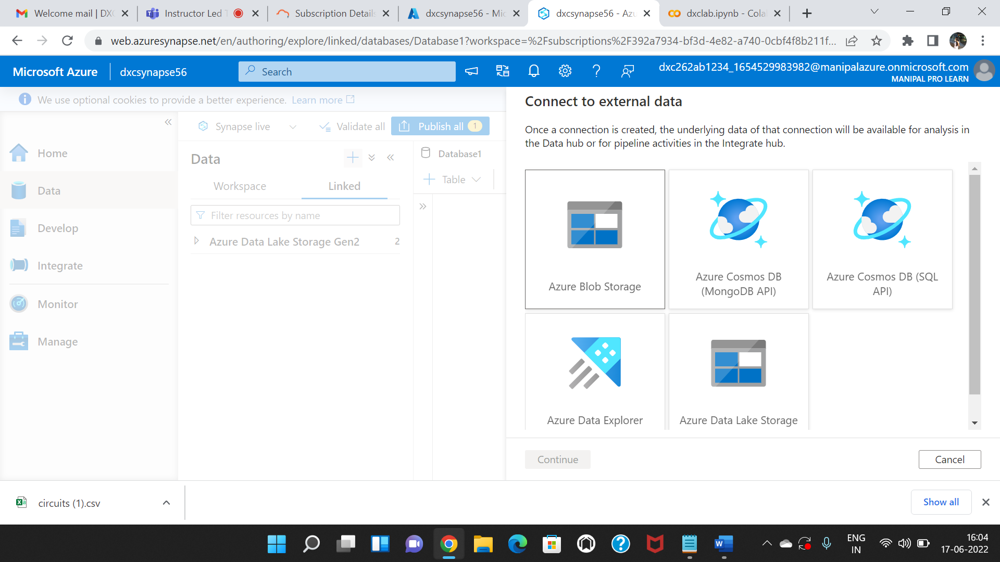 Welcome mail | DX
Instructor Led
Subscription Details
dxcsynapse56 - Mic
dxcsynapse56 - Azu
dxclab.ipynb - Cola
web.azuresynapse.net/en/authoring/explore/linked/databases/Database1?workspace=%2Fsubscriptions%2F392a7934-bf3d-4e82-a740-0cbf4f8b211f...
Microsoft Azure
dxcsynapse56
Search
dxc262ab1234_1654529983982@manipalazure.onmicrosoft.com
MANIPAL PRO LEARN
We use optional cookies to provide a better experience. Learn more
Home
Data
Develop
Integrate
Monitor
Manage
Synapse live
Validate all
Publish all 1
Data
Workspace
Linked
Filter resources by name
Azure Data Lake Storage Gen2 2
Database1
Table
Connect to external data
Once a connection is created, the underlying data of that connection will be available for analysis in
the Data hub or for pipeline activities in the Integrate hub.
Azure Blob Storage
Azure Cosmos DB
(MongoDB API)
Azure Cosmos DB (SQL
API)
Azure Data Explorer
Azure Data Lake Storage
Continue
Cancel
circuits (1).csv
Show all
ENG
IN
16:04
17-06-2022